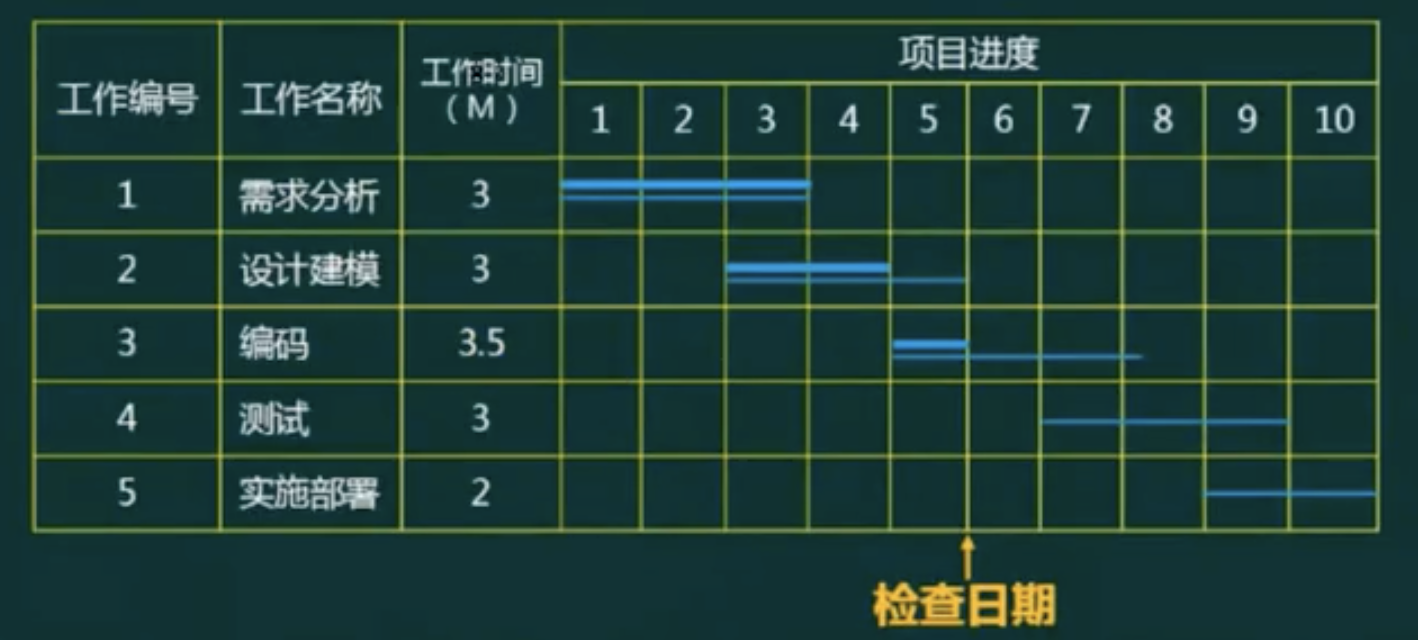 工作编号 工作名称 工作时间 项目进度
（M）
1 2 3 4 5 6 7 8 9 10
1 需求分析 3
2 设计建模 3
3 编码 3.5
4 测试 3
5 实施部署 2
检查日期